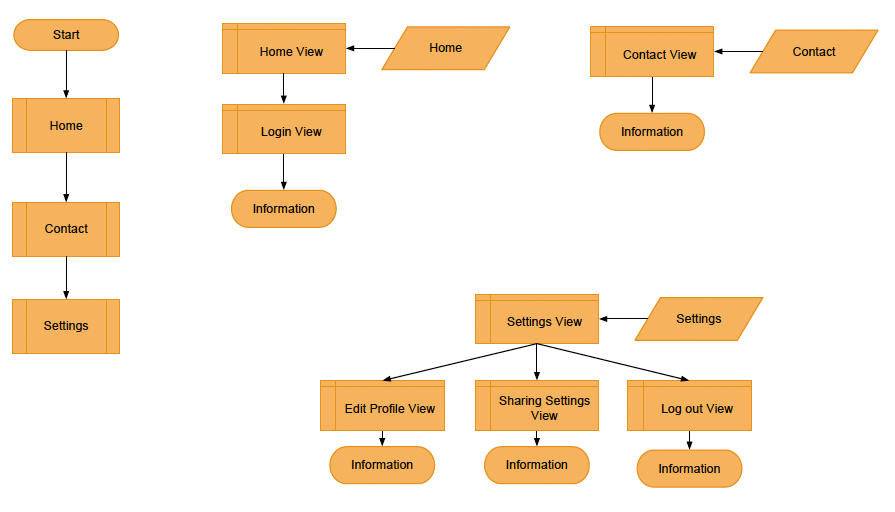 Start
Home
Contact
Settings
Home View
Home
Login View
Information
Contact View
Contact
Information
Settings View
Settings
Edit Profile View
Sharing Settings
View
Log out View
Information
Information
Information